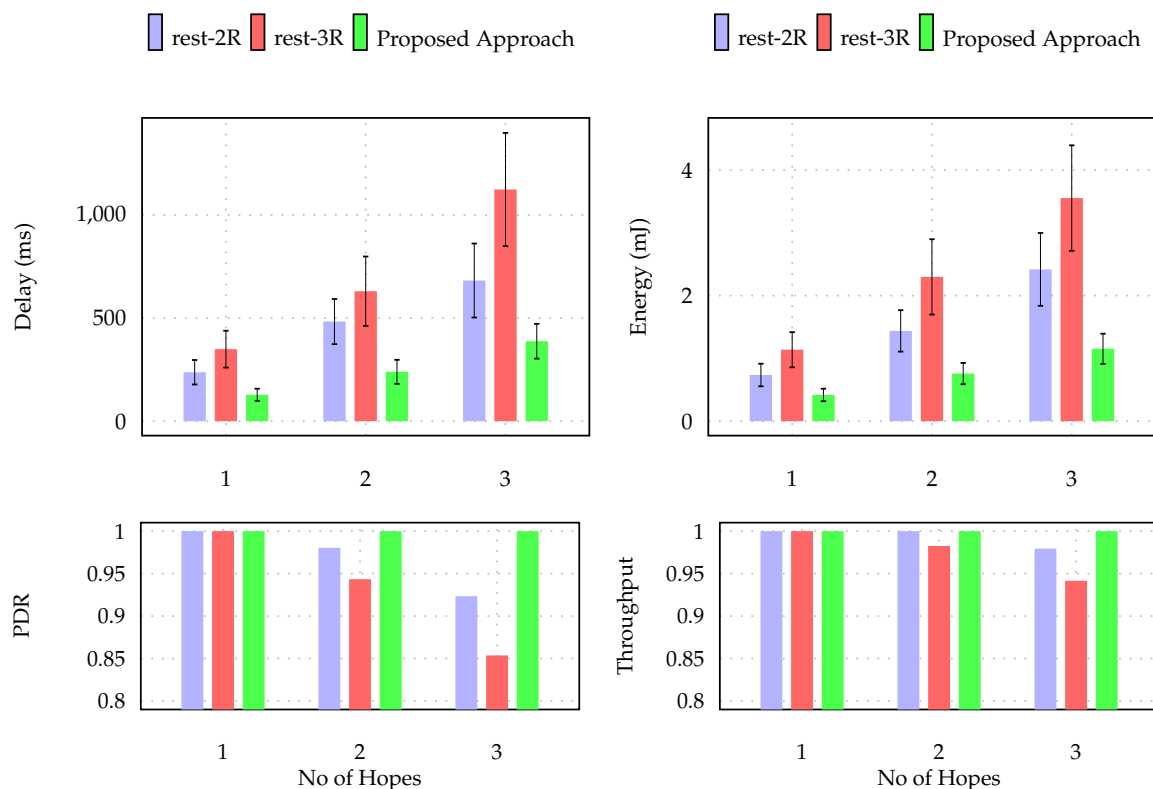 rest-2R rest-3R Proposed Approach
rest-2R rest-3R Proposed Approach
Delay (ms)
1,000
500
0
1 2 3
Energy (mJ)
4
2
0
1 2 3
PDR
1
0.95
0.9
0.85
0.8
1 2 3
No of Hopes
Throughput
1
0.95
0.9
0.85
0.8
1 2 3
No of Hopes